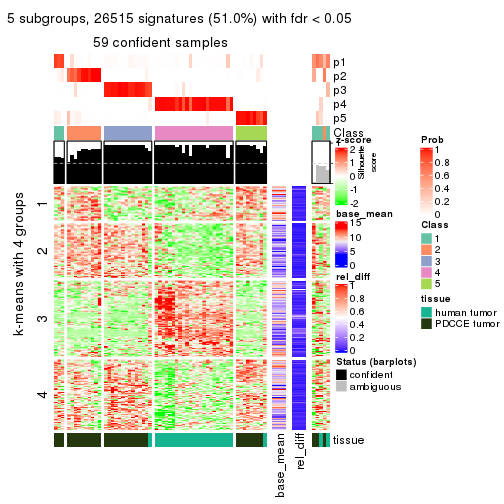 5 subgroups, 26515 signatures (51.0%) with fdr < 0.05
59 confident samples
p1
p2
p3
p4
p5
Class
Silhouette
score
k-means with 4 groups
1
2
3
4
base_mean
rel_diff
tissue
z-score
2
1
0
-1
-2
base_mean
15
10
5
0
rel_diff
1
0.8
0.6
0.4
0.2
0
Status (barplots)
confident
ambiguous
Prob
1
0.8
0.6
0.4
0.2
0
Class
1
2
3
4
5
tissue
human tumor
PDCCE tumor